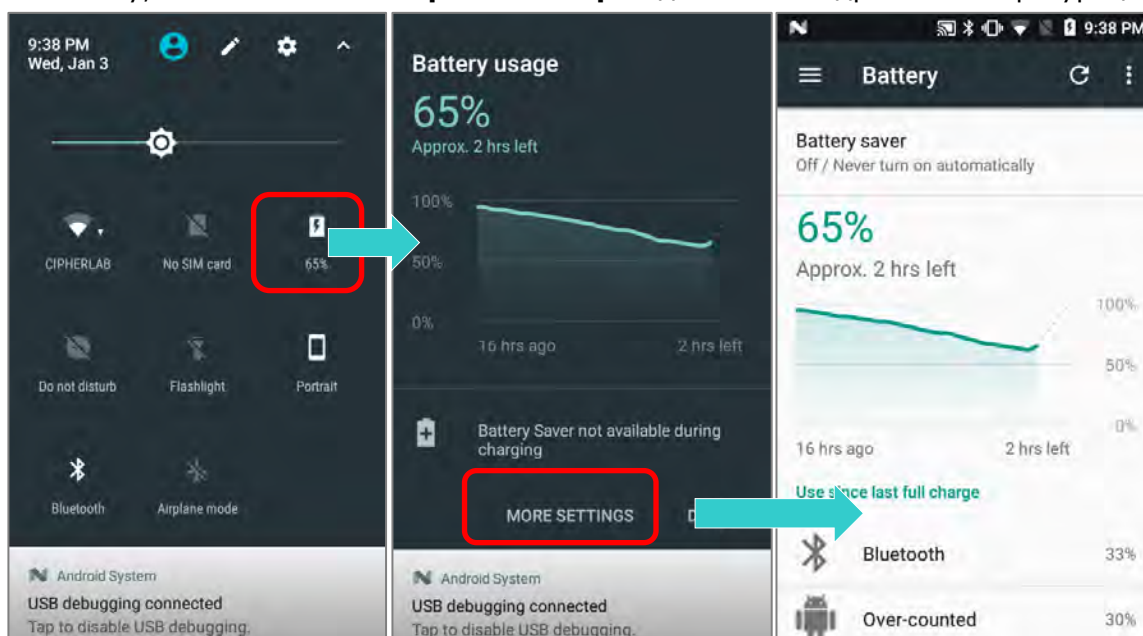 9:38 PM
Wed, Jan 3
CIPHERLAB
No SIM card
65%
Do not disturb
Flashlight
Portrait
Bluetooth
Airplane mode
Android System
USB debugging connected
Tap to disable USB debugging.
Battery usage
65%
Approx. 2 hrs left
100%
50%
0%
16 hrs ago
2 hrs left
Battery Saver not available during
charging
MORE SETTINGS
Android System
USB debugging connected
Tap to disable USB debugging.
9:38 PM
Battery
Battery saver
Off / Never turn on automatically
65%
Approx. 2 hrs left
100%
50%
0%
16 hrs ago
2 hrs left
Use since last full charge
Bluetooth
33%
Over-counted
30%